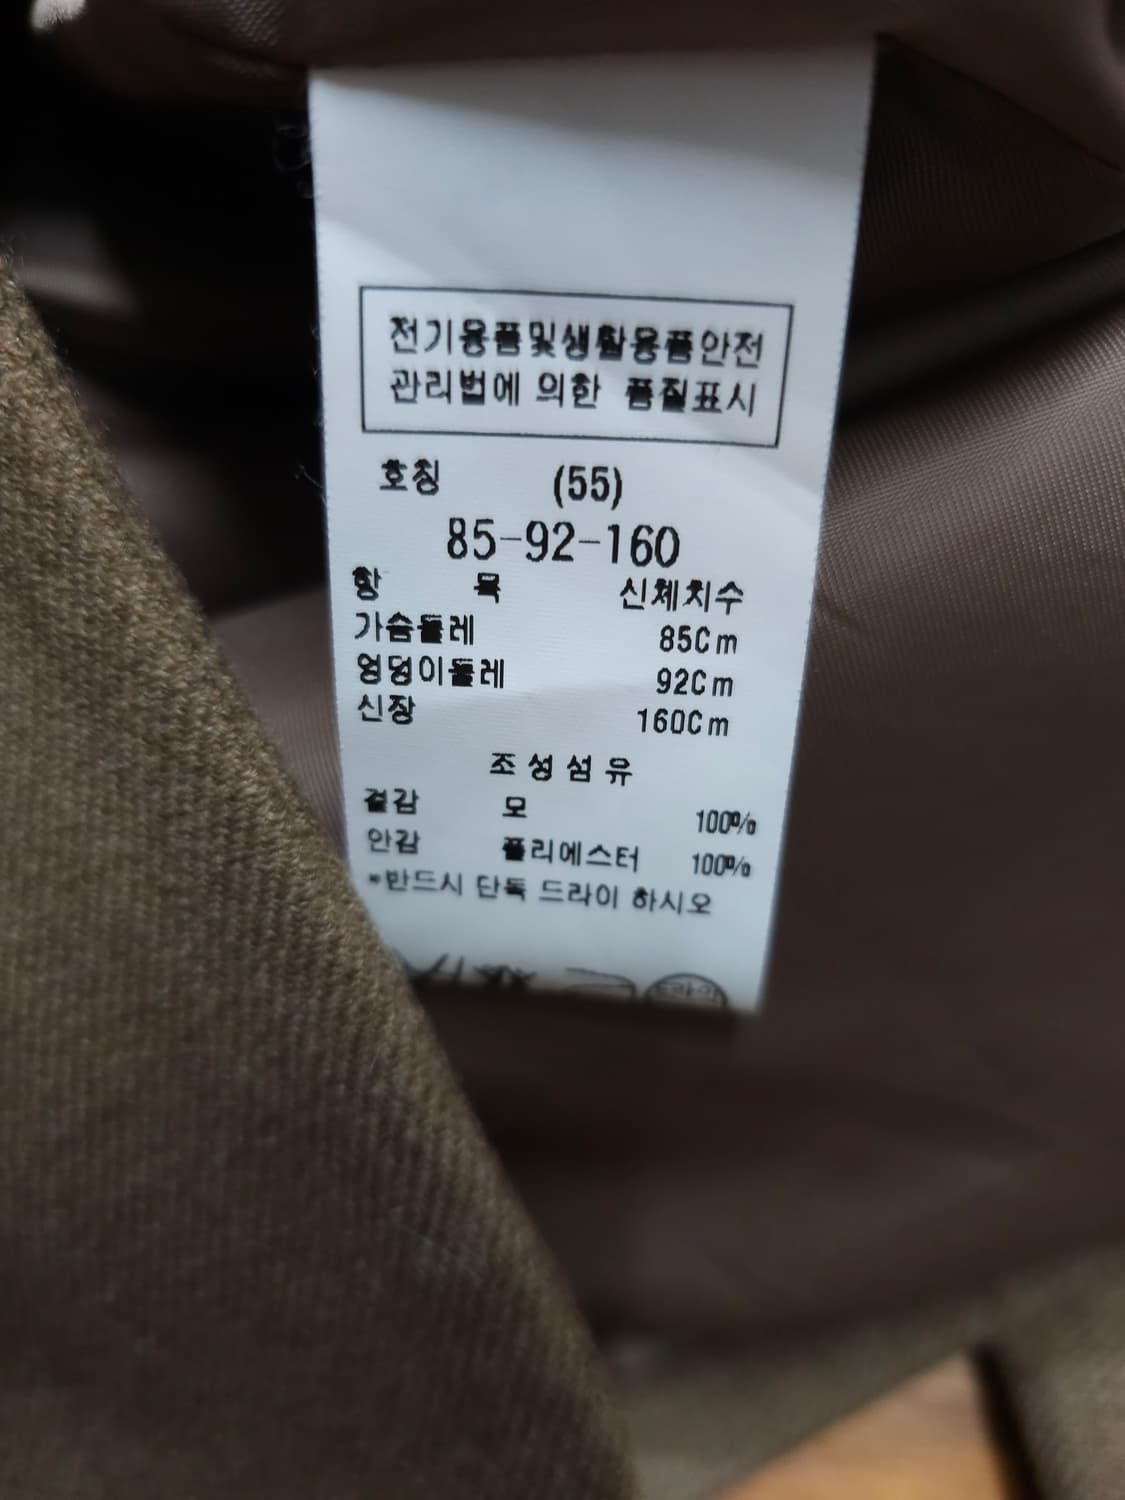 전기용품및생활용품안전
관리법에 의한 품질표시
호칭 (55)
85-92-160
항 목 신체치수
가슴둘레 85Cm
엉덩이둘레 92Cm
신장 160Cm
조성섬유
겉감 모 100%
안감 폴리에스터 100%
*반드시 단독 드라이 하시오
드라이